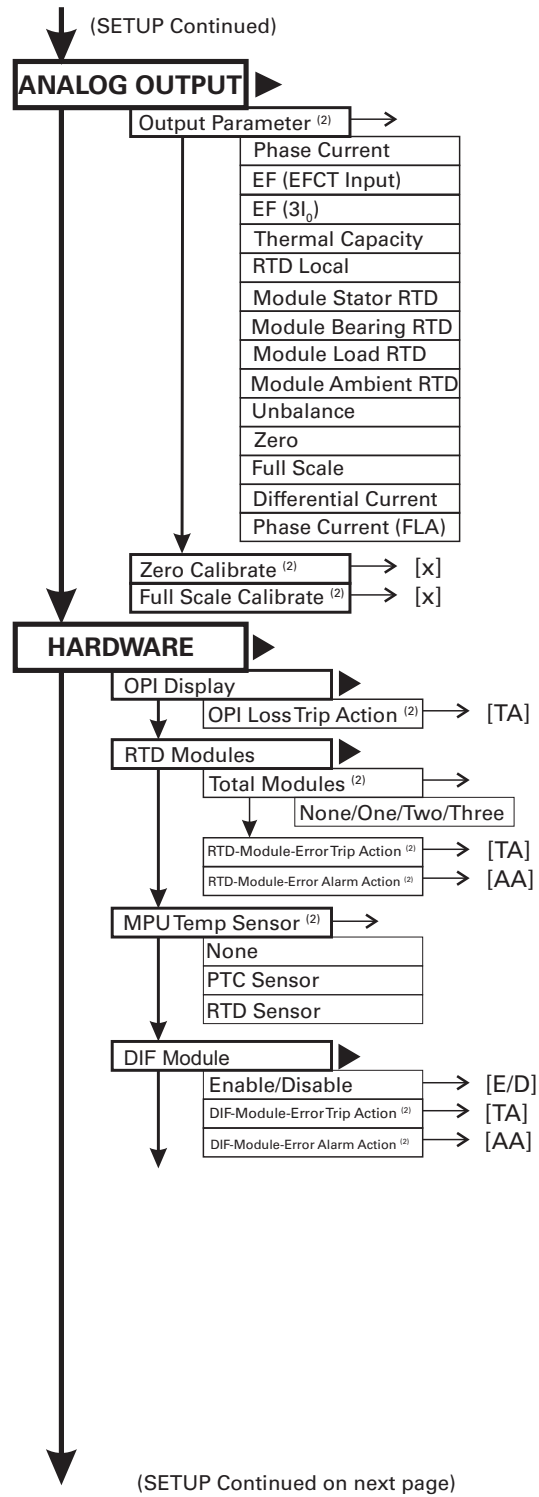 (SETUP Continued)
ANALOG OUTPUT
Output Parameter (2)
Phase Current
EF (EFCT Input)
EF (3I0)
Thermal Capacity
RTD Local
Module Stator RTD
Module Bearing RTD
Module Load RTD
Module Ambient RTD
Unbalance
Zero
Full Scale
Differential Current
Phase Current (FLA)
Zero Calibrate (2) [x]
Full Scale Calibrate (2) [x]
HARDWARE
OPI Display
OPI Loss Trip Action (2) [TA]
RTD Modules
Total Modules (2)
None/One/Two/Three
RTD-Module-Error Trip Action (2) [TA]
RTD-Module-Error Alarm Action (2) [AA]
MPU Temp Sensor (2)
None
PTC Sensor
RTD Sensor
DIF Module
Enable/Disable [E/D]
DIF-Module-Error Trip Action (2) [TA]
DIF-Module-Error Alarm Action (2) [AA]
(SETUP Continued on next page)